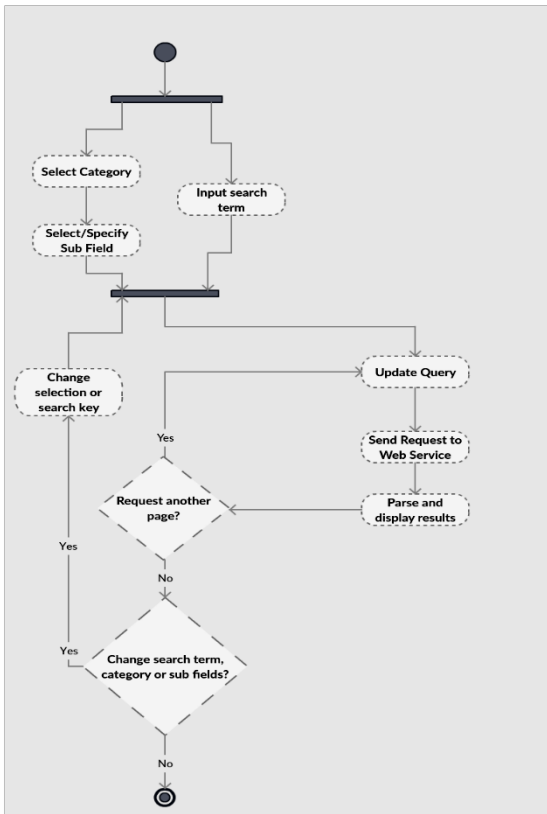 Select Category
Input search
term
Select/Specify
Sub Field
Change
selection or
search key
Update Query
Yes
Send Request to
Web Service
Request another
page?
Parse and
display results
Yes
No
Yes
Change search term,
category or sub fields?
No